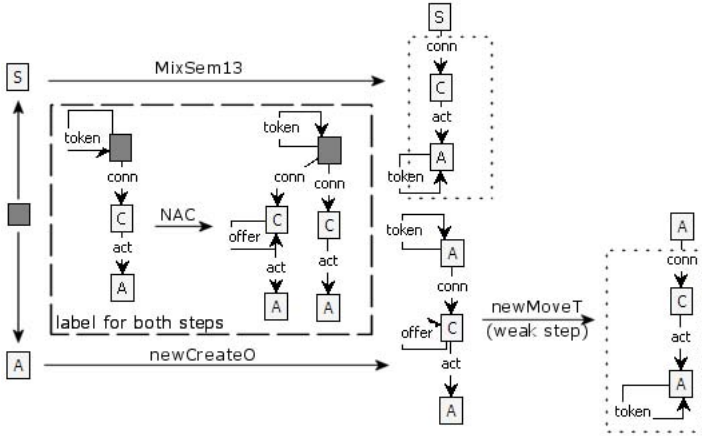 S
conn
MixSem13
S
C
act
token
token
conn
A
conn
conn
token
C
NAC
C
C
token
A
A
offer
conn
act
act
act
conn
C
newMoveT
offer
C
(weak step)
act
A
A
A
label for both steps
newCreateO
act
A
A
token
A